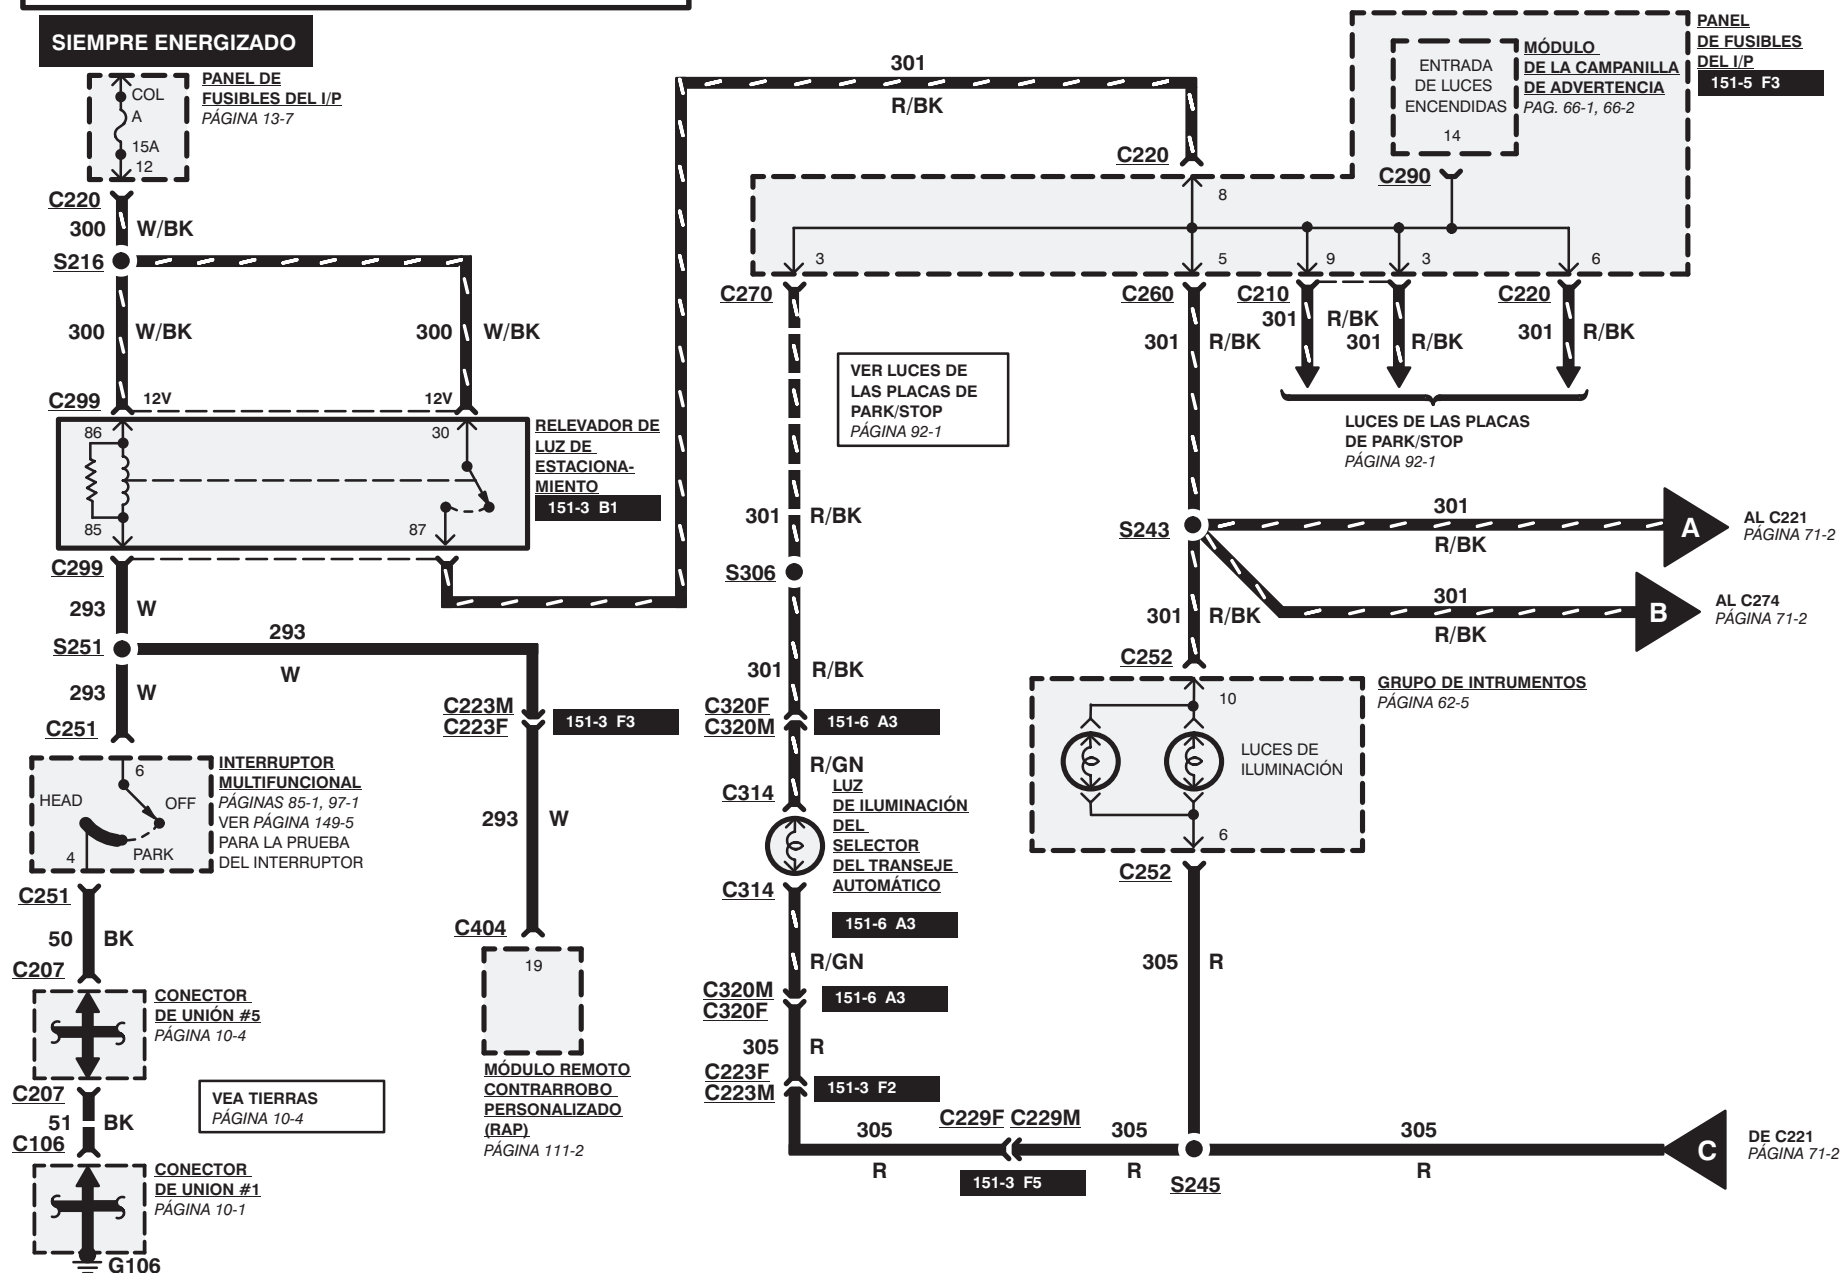 SIEMPRE ENERGIZADO
COL
A
15A
12
PANEL DE
FUSIBLES DEL I/P
PÁGINA 13-7
C220
300 W/BK
S216
300 W/BK
300 W/BK
C299
12V
12V
86
30
85
87
RELEVADOR DE
LUZ DE
ESTACIONA-
MIENTO
151-3 B1
C299
293 W
S251
293
W
293 W
C251
6
HEAD
OFF
PARK
4
INTERRUPTOR
MULTIFUNCIONAL
PÁGINAS 85-1, 97-1
VER PÁGINA 149-5
PARA LA PRUEBA
DEL INTERRUPTOR
C251
50 BK
C207
CONECTOR
DE UNIÓN #5
PÁGINA 10-4
C207
51 BK
C106
VEA TIERRAS
PÁGINA 10-4
CONECTOR
DE UNION #1
PÁGINA 10-1
G106
C223M
C223F
151-3 F3
293 W
C404
19
MÓDULO REMOTO
CONTRARROBO
PERSONALIZADO
(RAP)
PÁGINA 111-2
301
R/BK
C220
8
ENTRADA
DE LUCES
ENCENDIDAS
14
MÓDULO
DE LA CAMPANILLA
DE ADVERTENCIA
PAG. 66-1, 66-2
PANEL
DE FUSIBLES
DEL I/P
151-5 F3
C290
3
5
9
3
6
C270
C260
C210
C220
301 R/BK
301 R/BK
301 R/BK
301 R/BK
LUCES DE LAS PLACAS
DE PARK/STOP
PÁGINA 92-1
VER LUCES DE
LAS PLACAS DE
PARK/STOP
PÁGINA 92-1
301 R/BK
S306
301 R/BK
C320F
C320M
151-6 A3
R/GN
C314
LUZ
DE ILUMINACIÓN
DEL
SELECTOR
DEL TRANSEJE
AUTOMÁTICO
151-6 A3
C314
R/GN
C320M
C320F
151-6 A3
305 R
C223F
C223M
151-3 F2
305
R
C229F C229M
151-3 F5
305
R
S245
305
R
C
DE C221
PÁGINA 71-2
S243
301
R/BK
A
AL C221
PÁGINA 71-2
301
R/BK
B
AL C274
PÁGINA 71-2
301 R/BK
C252
10
LUCES DE
ILUMINACIÓN
6
GRUPO DE INTRUMENTOS
PÁGINA 62-5
C252
305 R